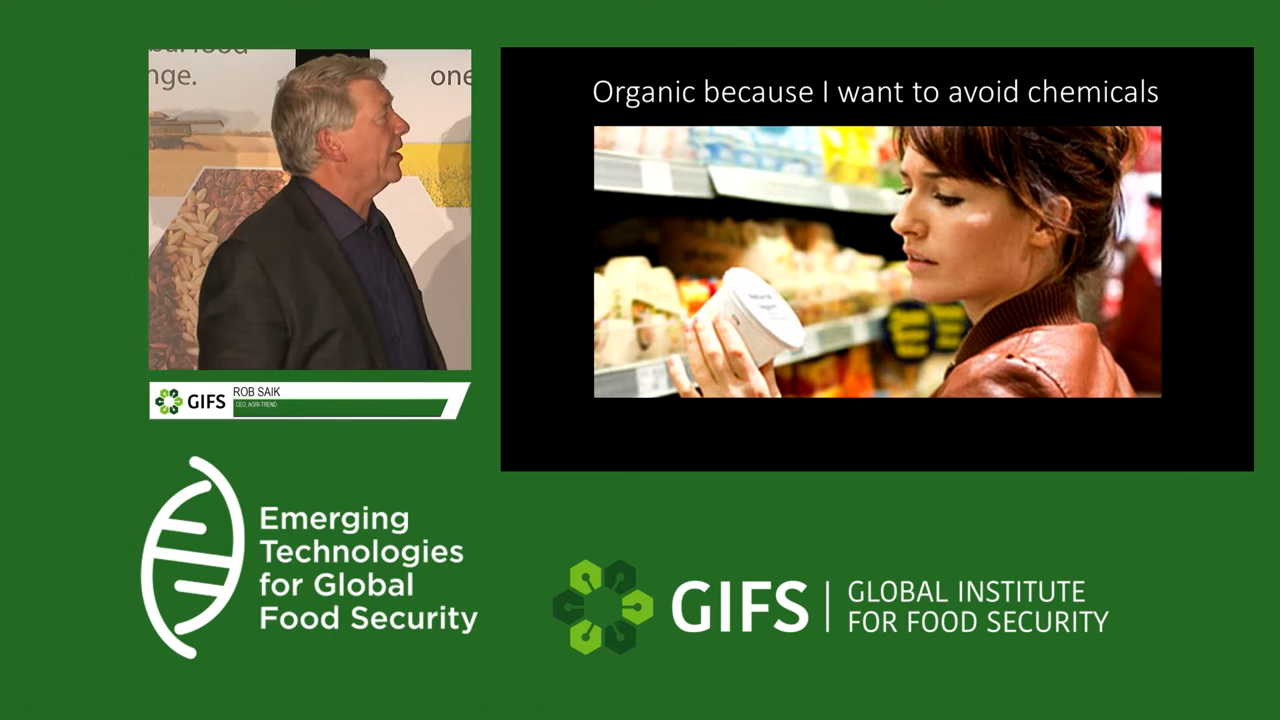 nge.
one
GIFS
ROB SAIK
CEO, AGRI-TREND
Organic because I want to avoid chemicals
Emerging
Technologies
for Global
Food Security
GIFS
GLOBAL INSTITUTE
FOR FOOD SECURITY